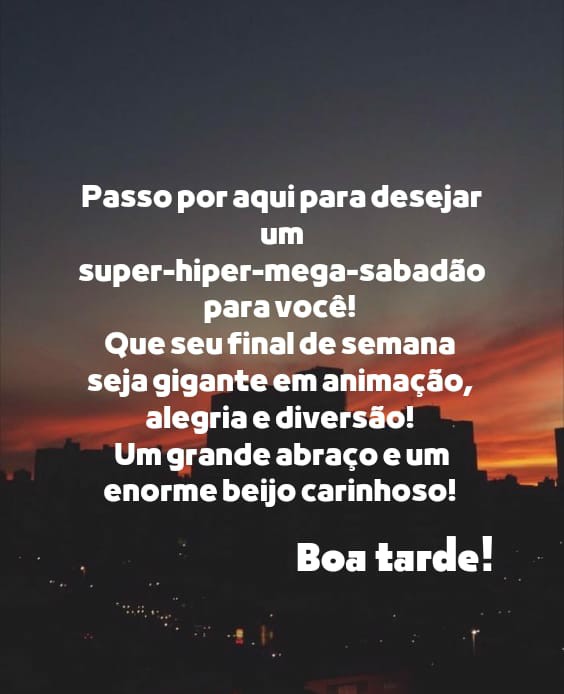 Passo por aqui para desejar
um
super-hiper-mega-sabadão
para você!
Que seu final de semana
seja gigante em animação,
alegria e diversão!
Um grande abraço e um
enorme beijo carinhoso!
Boa tarde!